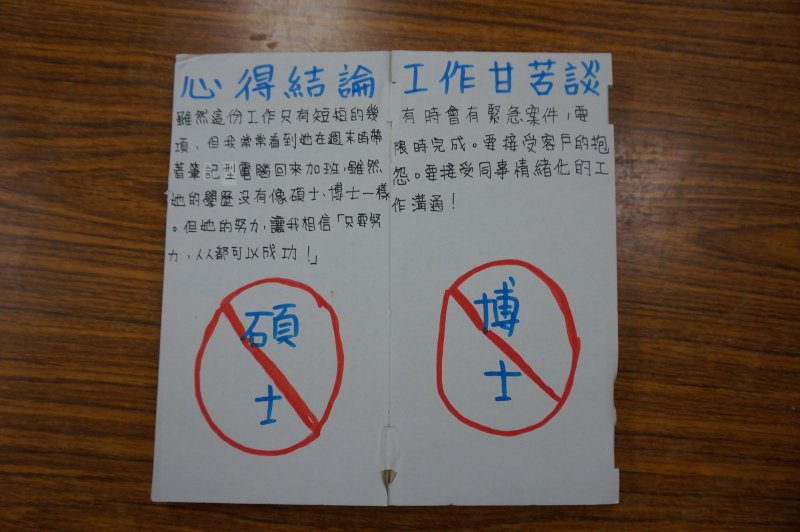 心得結論
雖然這份工作只有短短的幾
項，但我常常看到她在週末時帶
著筆記型電腦回來加班，雖然
她的學歷沒有像碩士、博士一樣
。但她的努力，讓我相信「只要努
力，人人都可以成功！」
碩
士
工作甘苦談
有時會有緊急案件，要
限時完成。要接受客戶的抱
怨。要接受同事情緒化的工
作溝通！
博
士